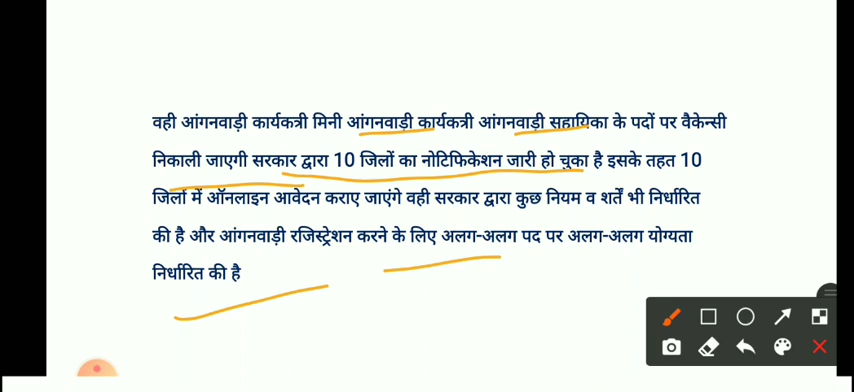 वही आंगनवाड़ी कार्यकत्री मिनी आंगनवाड़ी कार्यकत्री आंगनवाड़ी सहायिका के पदों पर वैकेन्सी
निकाली जाएगी सरकार द्वारा 10 जिलों का नोटिफिकेशन जारी हो चुका है इसके तहत 10
जिलों में ऑनलाइन आवेदन कराए जाएंगे वही सरकार द्वारा कुछ नियम व शर्तें भी निर्धारित
की है और आंगनवाड़ी रजिस्ट्रेशन करने के लिए अलग-अलग पद पर अलग-अलग योग्यता
निर्धारित की है